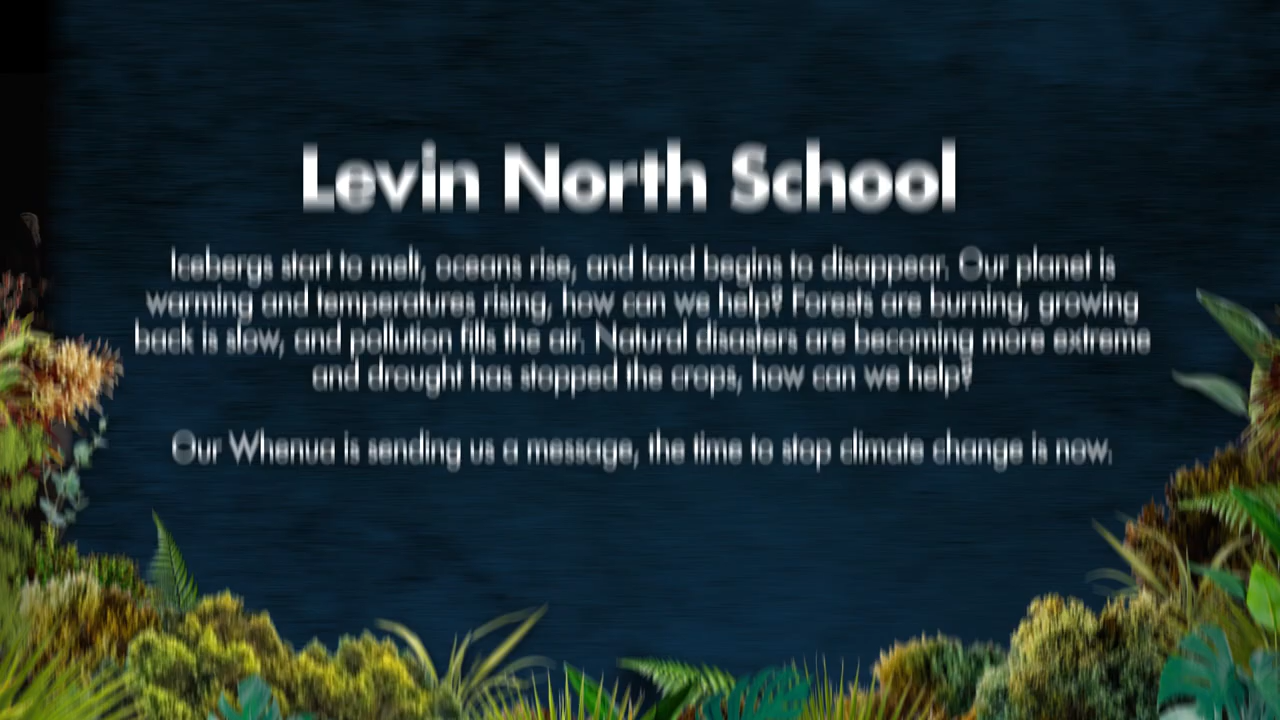 Levin North School
Icebergs start to melt, oceans rise, and land begins to disappear. Our planet is
warming and temperatures rising, how can we help? Forests are burning, growing
back is slow, and pollution fills the air. Natural disasters are becoming more extreme
and drought has stopped the crops, how can we help?
Our Whenua is sending us a message, the time to stop climate change is now.